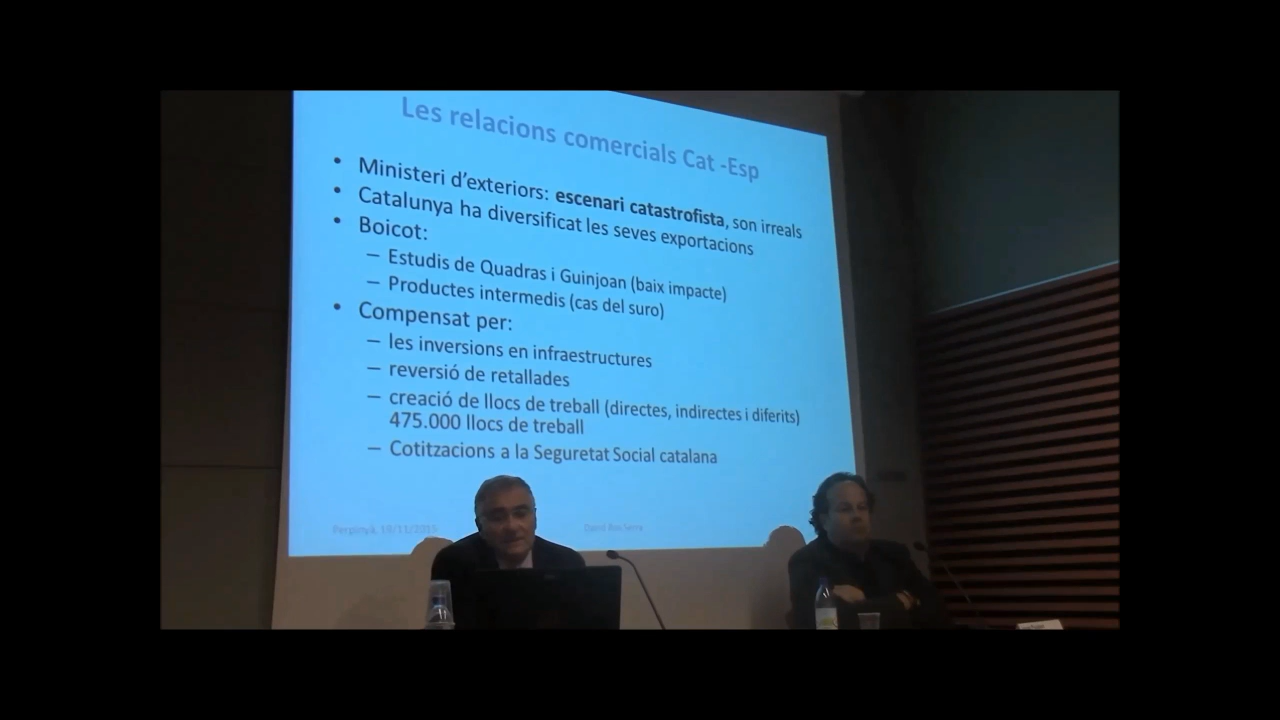 Les relacions comercials Cat -Esp
• Ministeri d’exteriors: escenari catastrofista, son irreals
• Catalunya ha diversificat les seves exportacions
• Boicot:
– Estudis de Quadras i Guinjoan (baix impacte)
– Productes intermedis (cas del suro)
• Compensat per:
– les inversions en infraestructures
– reversió de retallades
– creació de llocs de treball (directes, indirectes i diferits)
475.000 llocs de treball
– Cotitzacions a la Seguretat Social catalana
Perpinyà,